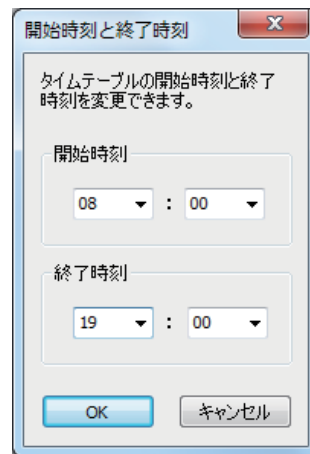 開始時刻と終了時刻
タイムテーブルの開始時刻と終了
時刻を変更できます。
開始時刻
08 : 00
終了時刻
19 : 00
OK キャンセル